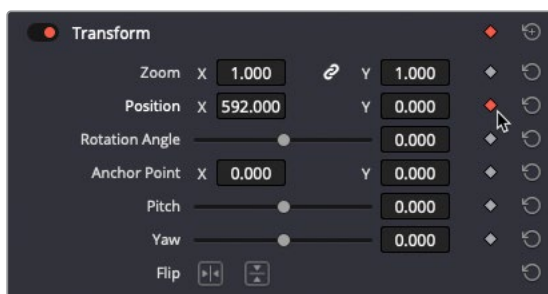 Transform
Zoom X 1.000 Y 1.000
Position X 592.000 Y 0.000
Rotation Angle 0.000
Anchor Point X 0.000 Y 0.000
Pitch 0.000
Yaw 0.000
Flip